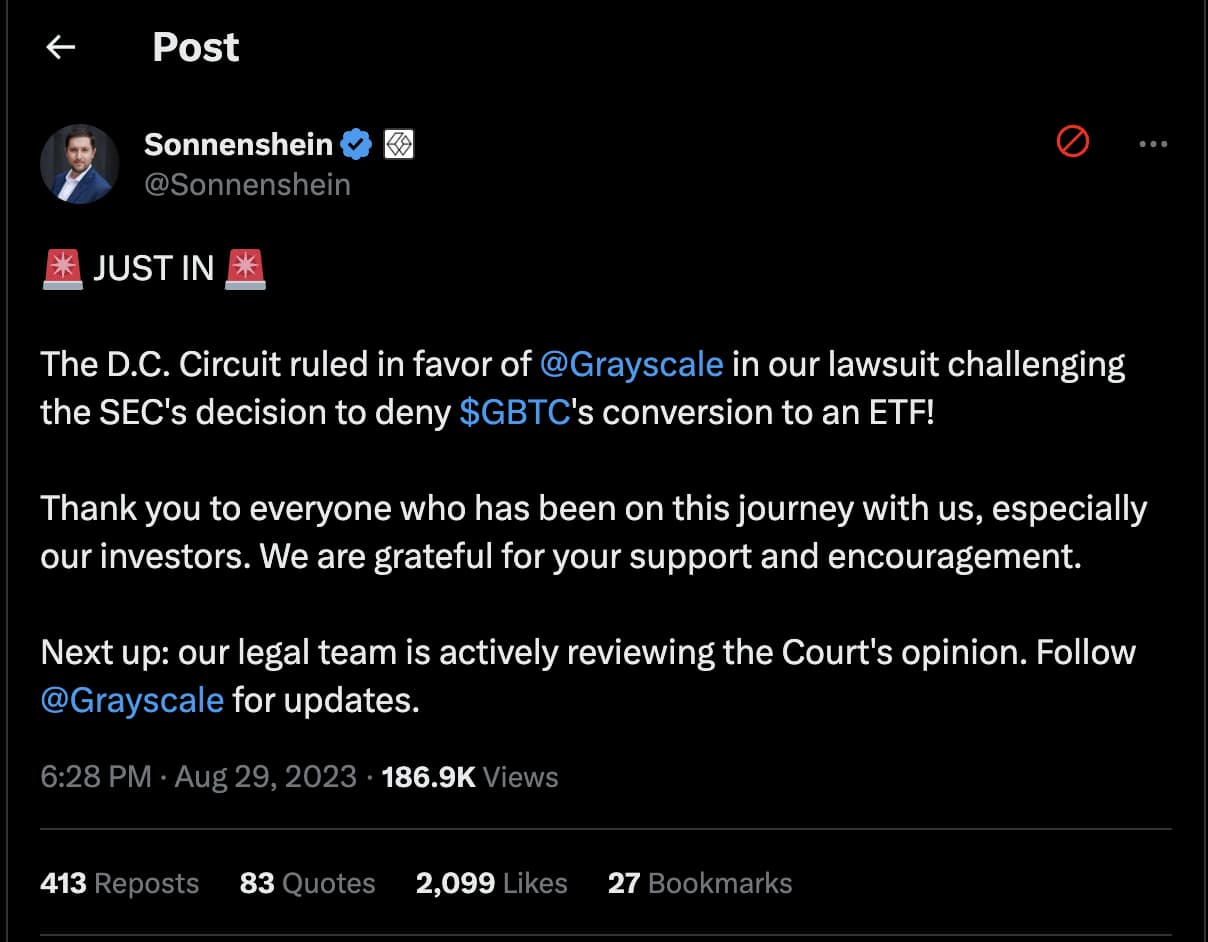 Post
Sonnenshein
@Sonnenshein
🚨 JUST IN 🚨
The D.C. Circuit ruled in favor of @Grayscale in our lawsuit challenging
the SEC's decision to deny $GBTC's conversion to an ETF!
Thank you to everyone who has been on this journey with us, especially
our investors. We are grateful for your support and encouragement.
Next up: our legal team is actively reviewing the Court's opinion. Follow
@Grayscale for updates.
6:28 PM · Aug 29, 2023 · 186.9K Views
413 Reposts 83 Quotes 2,099 Likes 27 Bookmarks